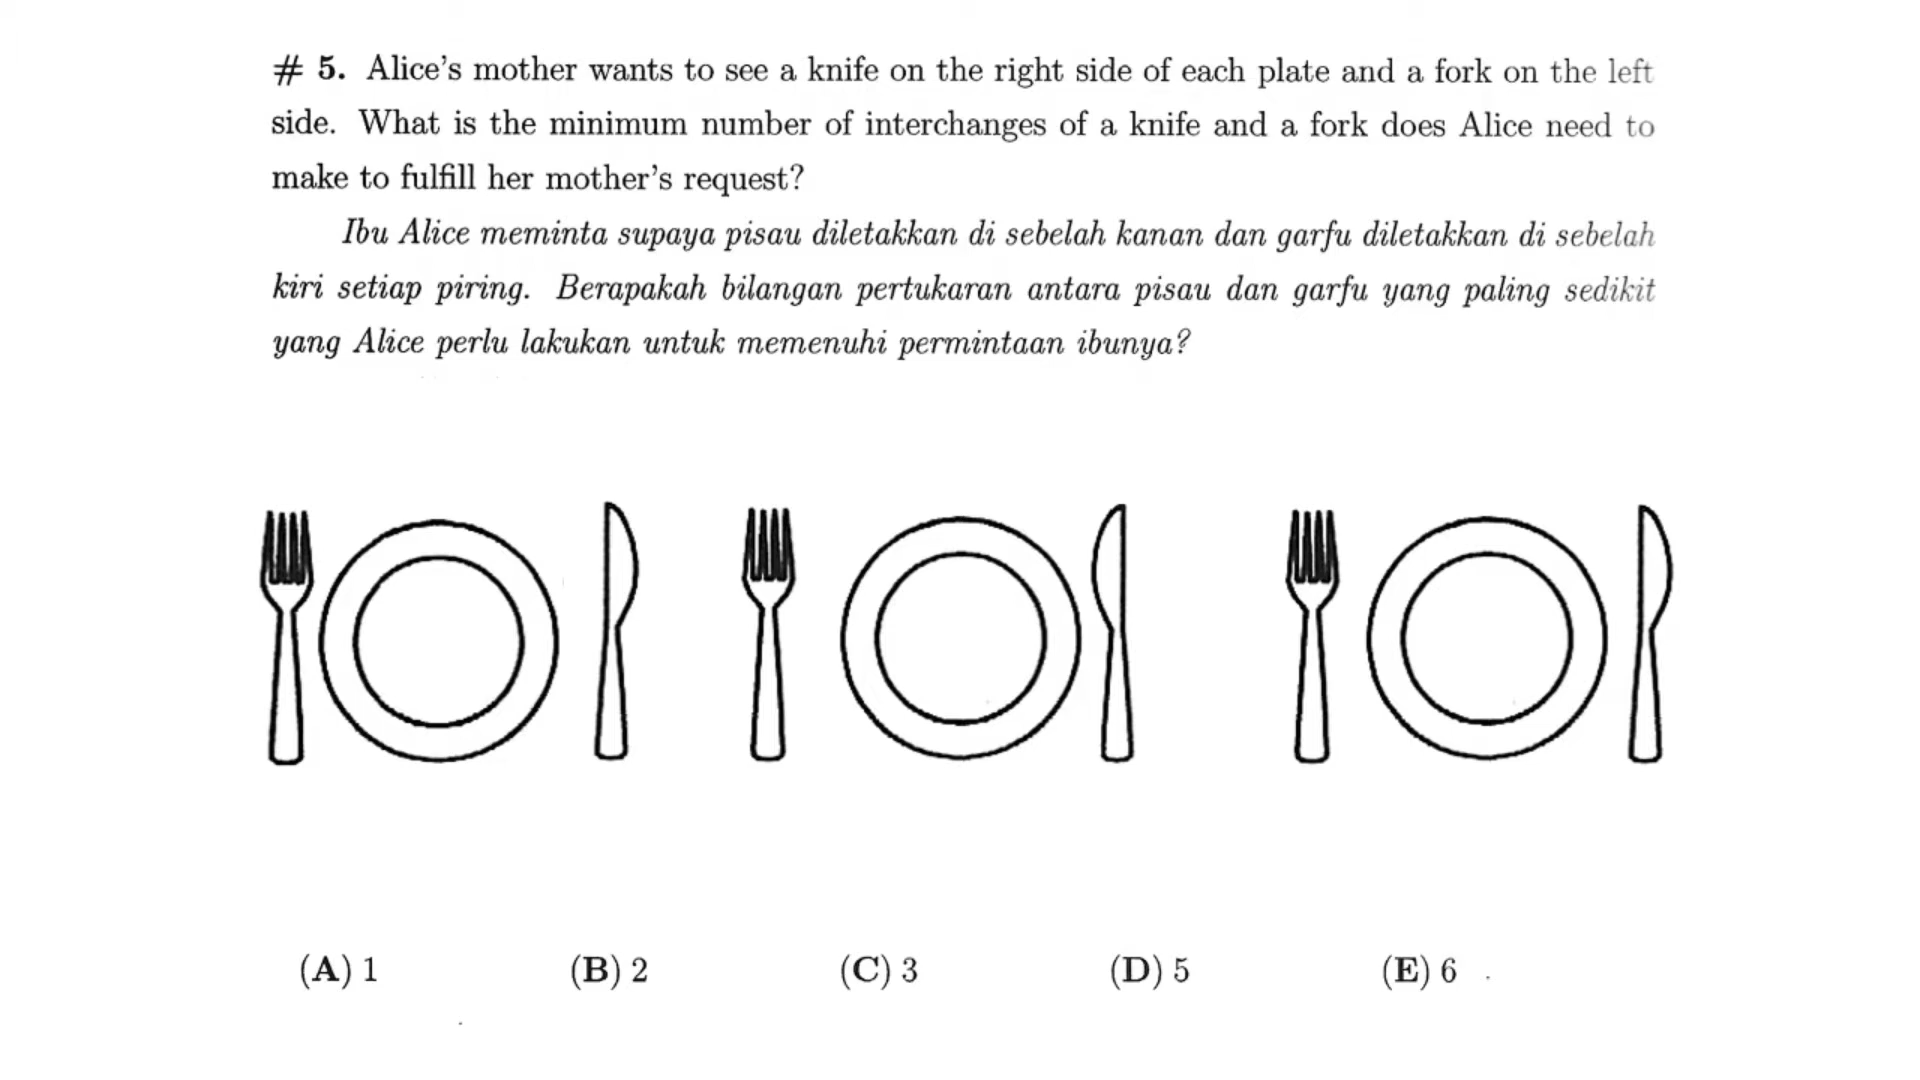 # 5. Alice's mother wants to see a knife on the right side of each plate and a fork on the left
side. What is the minimum number of interchanges of a knife and a fork does Alice need to
make to fulfill her mother's request?
Ibu Alice meminta supaya pisau diletakkan di sebelah kanan dan garfu diletakkan di sebelah
kiri setiap piring. Berapakah bilangan pertukaran antara pisau dan garfu yang paling sedikit
yang Alice perlu lakukan untuk memenuhi permintaan ibunya?
(A) 1 (B) 2 (C) 3 (D) 5 (E) 6